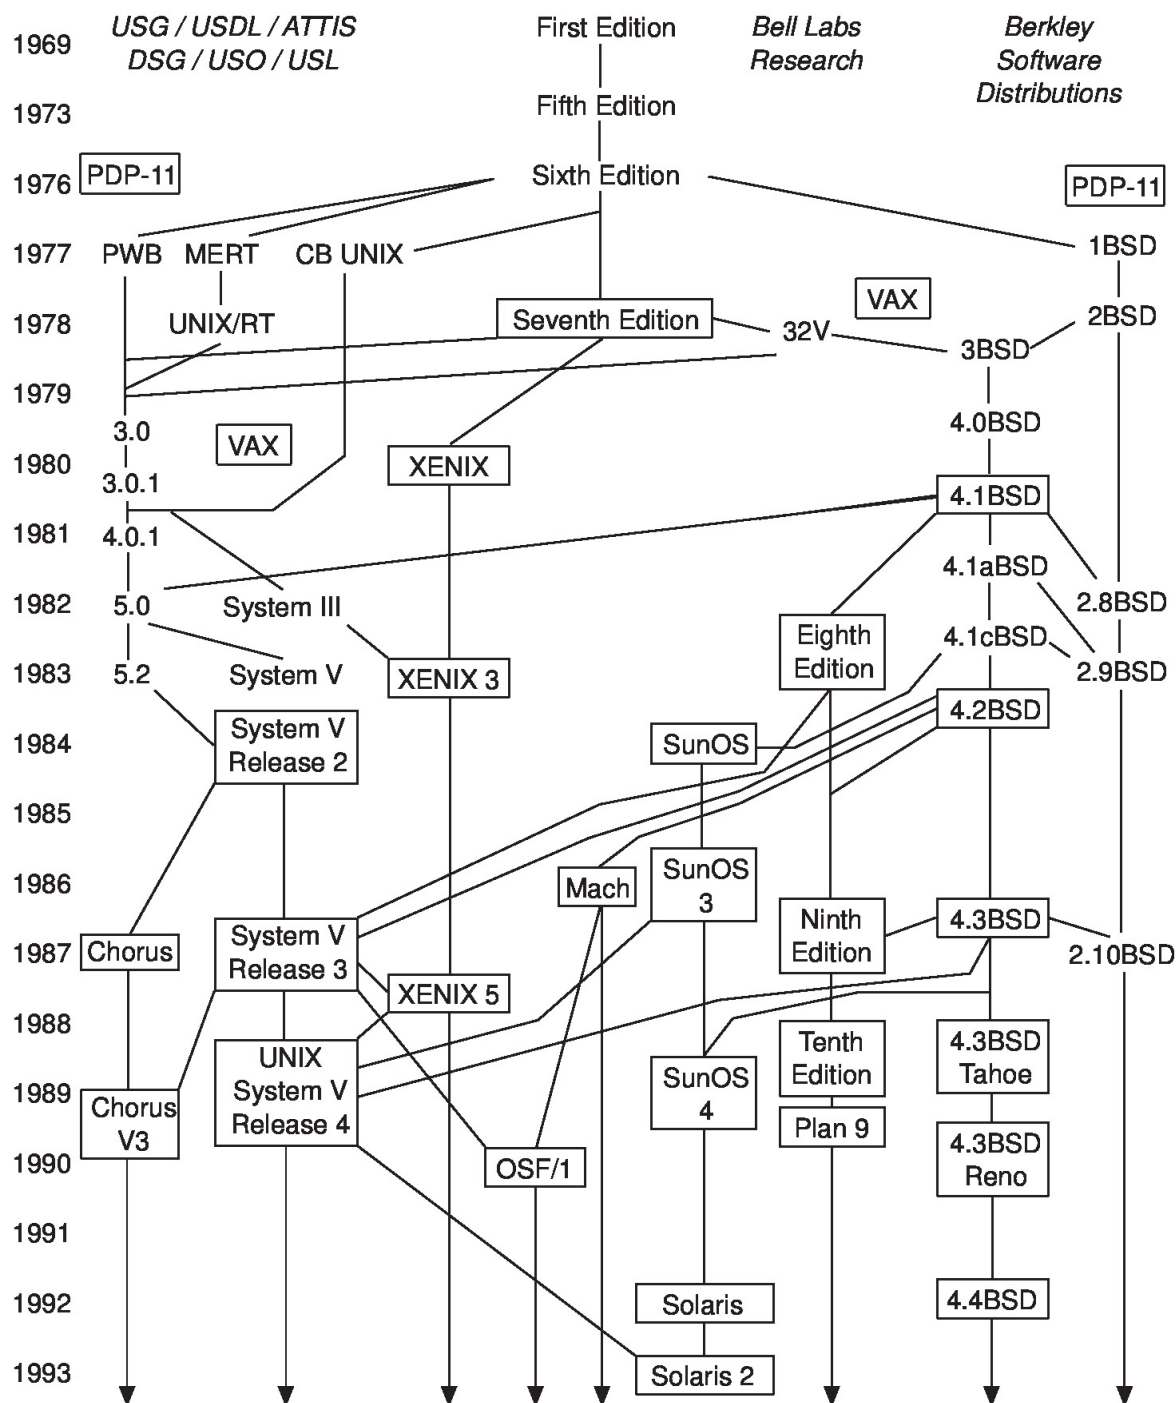 USG / USDL / ATTIS
DSG / USO / USL
First Edition
Bell Labs
Research
Berkley
Software
Distributions
1969
1973
Fifth Edition
1976
PDP-11
Sixth Edition
PDP-11
1977
PWB
MERT
CB UNIX
1BSD
1978
UNIX/RT
Seventh Edition
32V
VAX
3BSD
2BSD
1979
3.0
VAX
4.0BSD
1980
3.0.1
XENIX
4.1BSD
1981
4.0.1
4.1aBSD
1982
5.0
System III
Eighth
Edition
4.1cBSD
2.8BSD
1983
5.2
System V
XENIX 3
2.9BSD
4.2BSD
1984
System V
Release 2
SunOS
1985
1986
Mach
SunOS
3
1987
Chorus
System V
Release 3
XENIX 5
Ninth
Edition
4.3BSD
2.10BSD
1988
UNIX
System V
Release 4
Tenth
Edition
4.3BSD
Tahoe
1989
Chorus
V3
SunOS
4
Plan 9
1990
OSF/1
4.3BSD
Reno
1991
1992
Solaris
4.4BSD
1993
Solaris 2